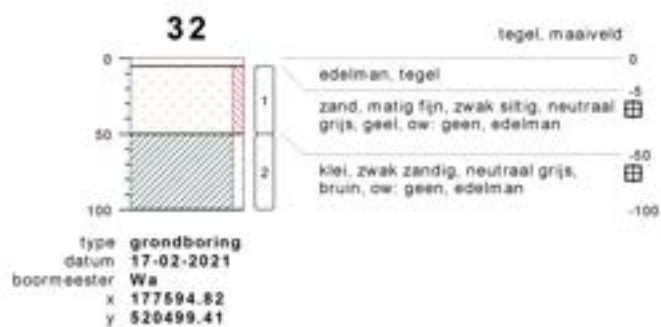 32
tegel, maaiveld
0
0
edelman, tegel
-5
1
zand, matig fijn, zwak siltig, neutraal
grijs, geel, ow: geen, edelman
50
-50
2
klei, zwak zandig, neutraal grijs,
bruin, ow: geen, edelman
100
-100
type grondboring
datum 17-02-2021
boormeester Wa
x 177594.82
y 520499.41